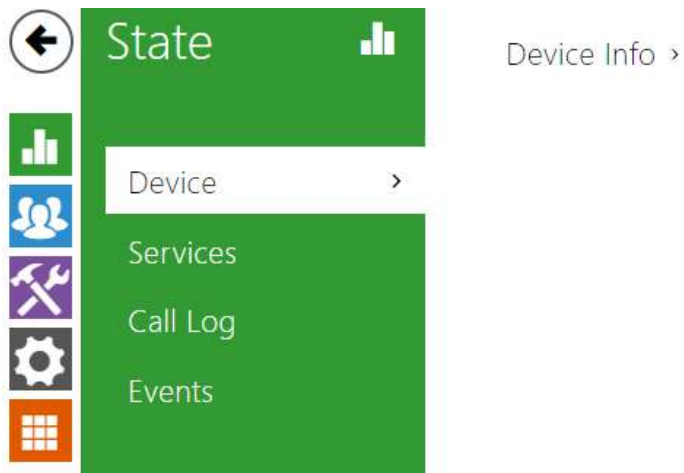 State
Device Info ›
Device ›
Services
Call Log
Events